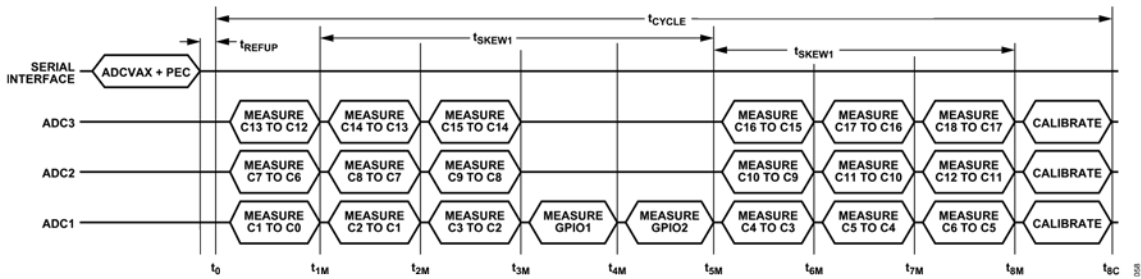 tCYCLE
tREFUP
tSKEW1
tSKEW1
SERIAL
INTERFACE
ADCVAX + PEC
ADC3
MEASURE
C13 TO C12
MEASURE
C14 TO C13
MEASURE
C15 TO C14
MEASURE
C16 TO C15
MEASURE
C17 TO C16
MEASURE
C18 TO C17
CALIBRATE
ADC2
MEASURE
C7 TO C6
MEASURE
C8 TO C7
MEASURE
C9 TO C8
MEASURE
C10 TO C9
MEASURE
C11 TO C10
MEASURE
C12 TO C11
CALIBRATE
ADC1
MEASURE
C1 TO C0
MEASURE
C2 TO C1
MEASURE
C3 TO C2
MEASURE
GPIO1
MEASURE
GPIO2
MEASURE
C4 TO C3
MEASURE
C5 TO C4
MEASURE
C6 TO C5
CALIBRATE
t0 t1M t2M t3M t4M t5M t6M t7M t8M t8C